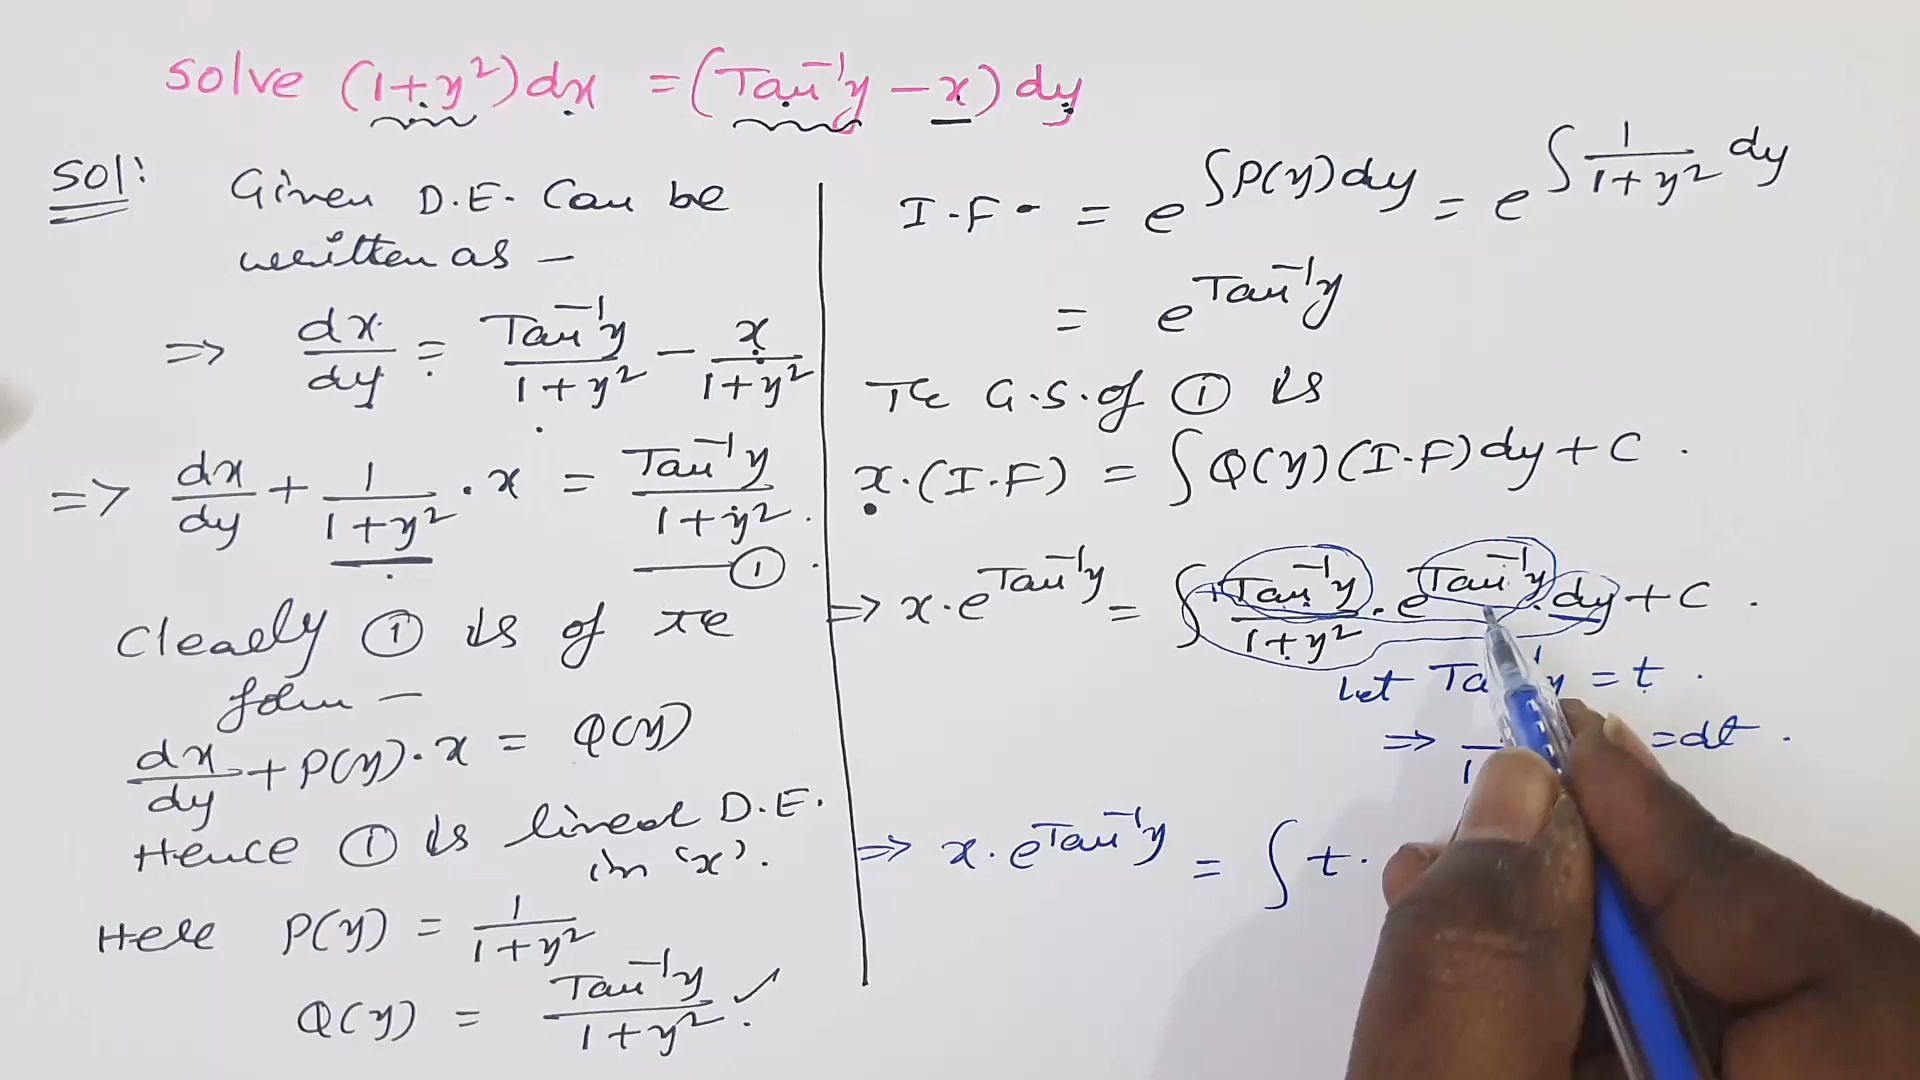 Solve (1+y²)dx = (Tan⁻¹y − x) dy
Sol:
Given D.E. Can be
written as −
=> dx/dy = Tan⁻¹y/1+y² − x/1+y²
=> dx/dy + 1/1+y² · x = Tan⁻¹y/1+y² . —— ①
Clearly ① is of the
form −
dx/dy + P(y)·x = Q(y)
Hence ① is linear D.E.
in 'x'.
Here P(y) = 1/1+y²
Q(y) = Tan⁻¹y/1+y² ✓.
I.F. = e^∫P(y)dy = e^∫1/1+y² dy
= e^Tan⁻¹y
The G.S. of ① is
x·(I.F) = ∫Q(y)(I.F)dy + C .
=> x·e^Tan⁻¹y = ∫ Tan⁻¹y/1+y² · e^Tan⁻¹y · dy + C .
Let Ta y = t .
=> 1 = dt .
=> x·e^Tan⁻¹y = ∫ t·